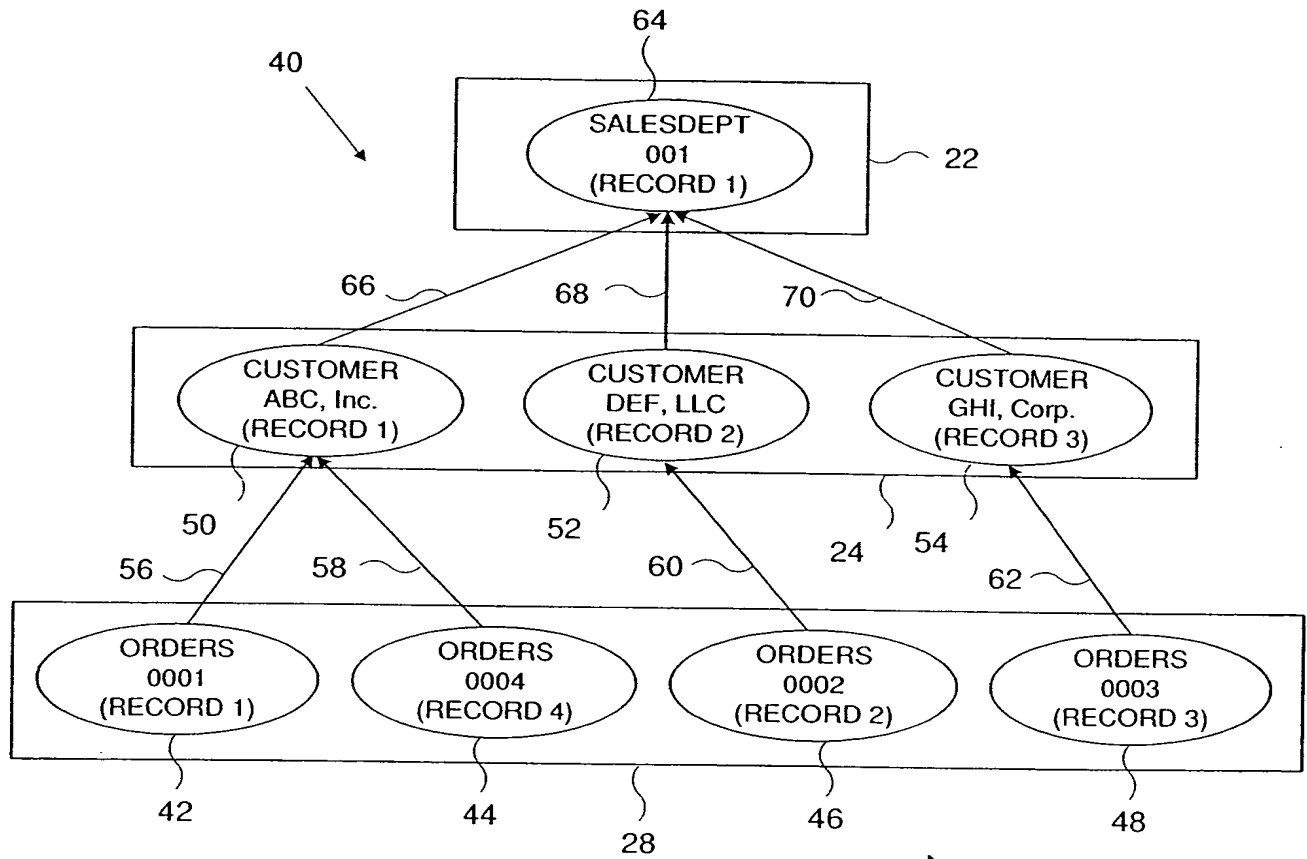 64
40
SALESDEPT
001
(RECORD 1)
22
66
68
70
CUSTOMER
ABC, Inc.
(RECORD 1)
CUSTOMER
DEF, LLC
(RECORD 2)
CUSTOMER
GHI, Corp.
(RECORD 3)
50
52
24
54
56
58
60
62
ORDERS
0001
(RECORD 1)
ORDERS
0004
(RECORD 4)
ORDERS
0002
(RECORD 2)
ORDERS
0003
(RECORD 3)
42
44
28
46
48